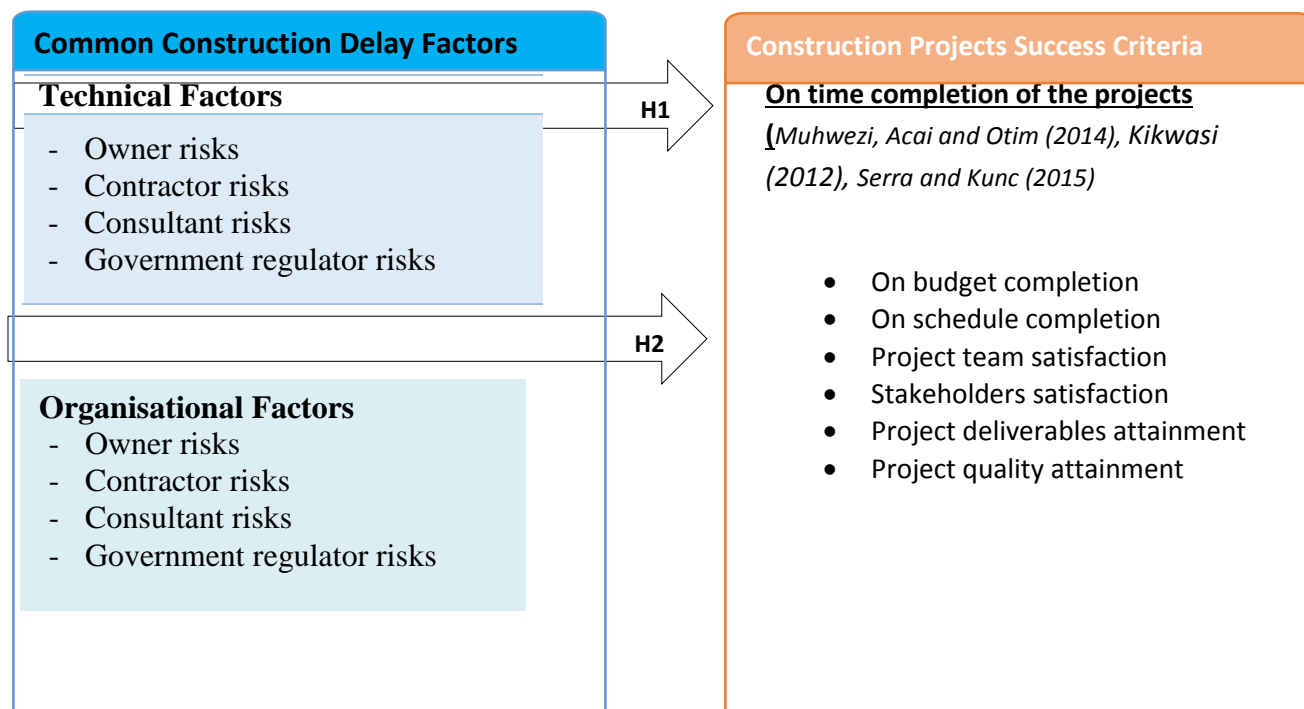 Common Construction Delay Factors
Technical Factors
- Owner risks
- Contractor risks
- Consultant risks
- Government regulator risks
H1
H2
Organisational Factors
- Owner risks
- Contractor risks
- Consultant risks
- Government regulator risks
Construction Projects Success Criteria
On time completion of the projects
(Muhwezi, Acai and Otim (2014), Kikwasi
(2012), Serra and Kunc (2015)
• On budget completion
• On schedule completion
• Project team satisfaction
• Stakeholders satisfaction
• Project deliverables attainment
• Project quality attainment